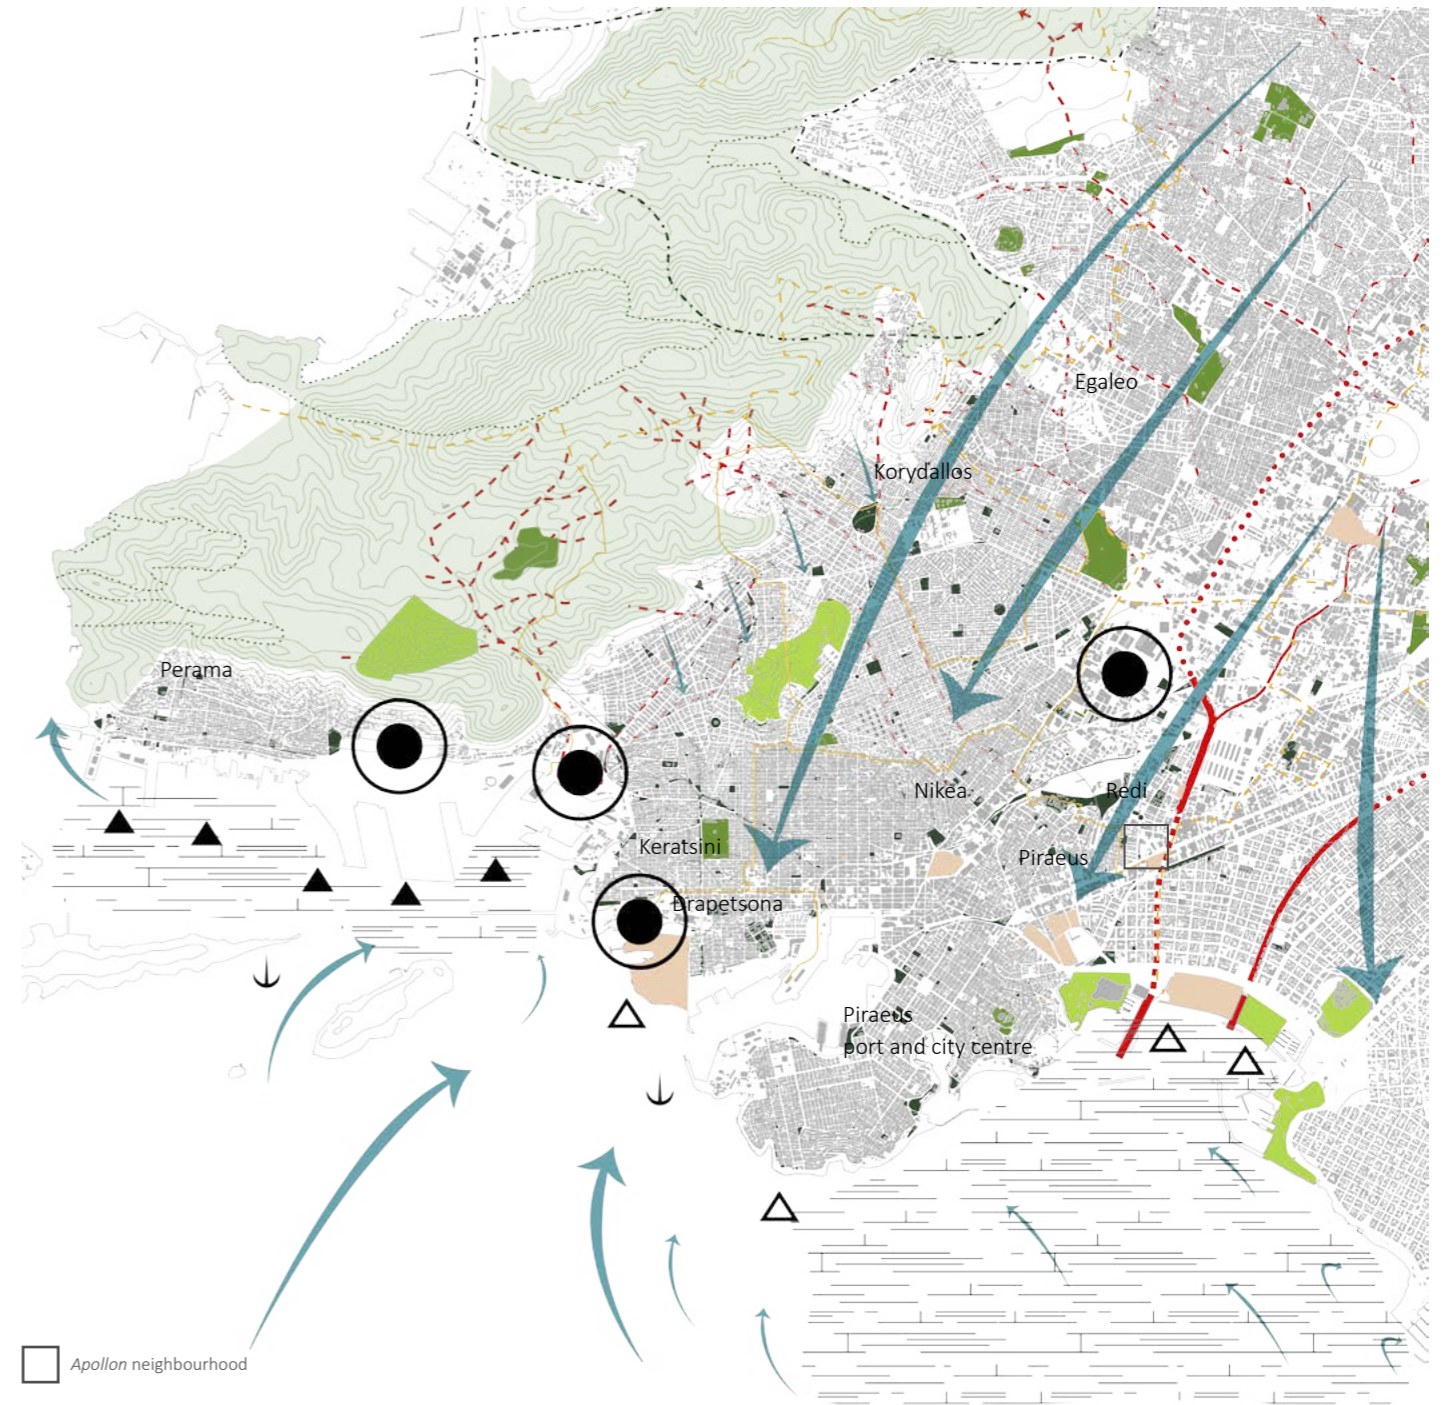 Egaleo
Korydallos
Perama
Nikea
Redi
Keratsini
Piraeus
Drapetsona
Piraeus
port and city centre
Apollon neighbourhood